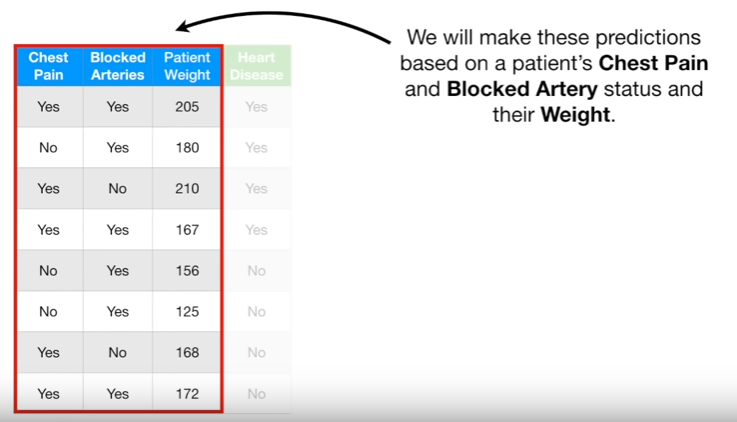 We will make these predictions
based on a patient's Chest Pain
and Blocked Artery status and
their Weight.
Chest Pain Blocked Arteries Patient Weight Heart Disease
Yes Yes 205 Yes
No Yes 180 Yes
Yes No 210 Yes
Yes Yes 167 Yes
No Yes 156 No
No Yes 125 No
Yes No 168 No
Yes Yes 172 No